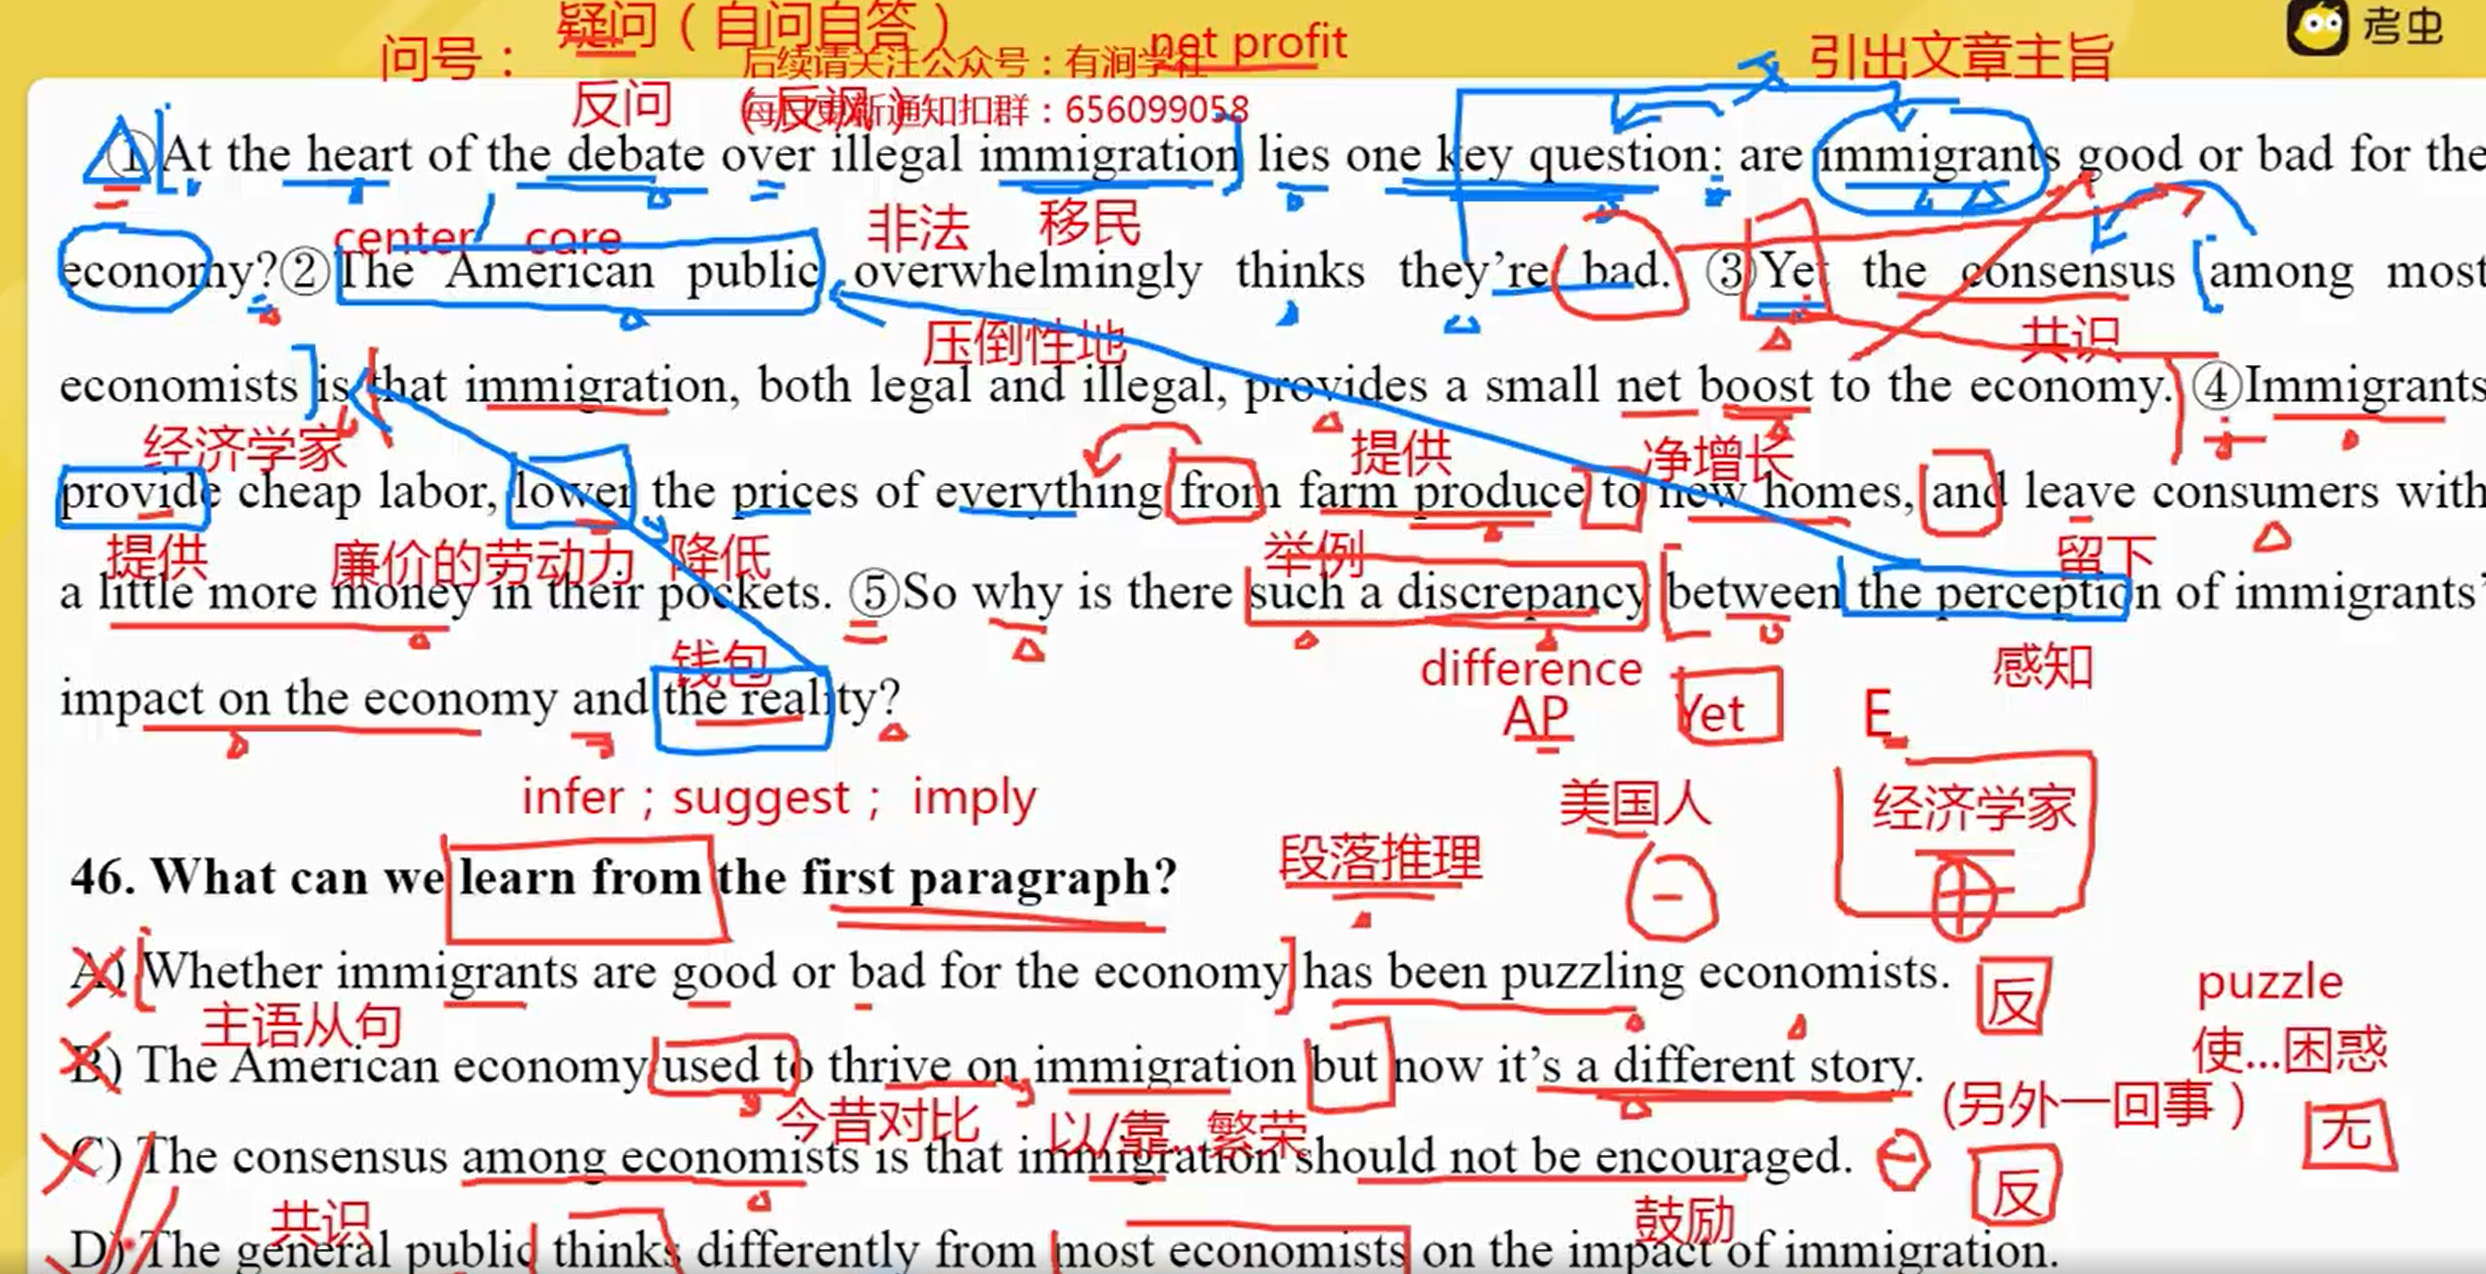 疑问（自问自答）
问号：
net profit
考虫
后续请关注公众号：有涧学社
引出文章主旨
反问
每日更新通知扣群：656099058
①At the heart of the debate over illegal immigration lies one key question: are immigrants good or bad for the
center core
非法
移民
economy?②The American public overwhelmingly thinks they’re bad. ③Yet the consensus among most
压倒性地
共识
economists is that immigration, both legal and illegal, provides a small net boost to the economy. ④Immigrants
经济学家
提供
净增长
provide cheap labor, lower the prices of everything from farm produce to new homes, and leave consumers with
提供
廉价的劳动力
降低
举例
留下
a little more money in their pockets. ⑤So why is there such a discrepancy between the perception of immigrants’
钱包
difference
感知
impact on the economy and the reality?
AP
Yet
E
infer；suggest； imply
美国人
经济学家
段落推理
46. What can we learn from the first paragraph?
A) Whether immigrants are good or bad for the economy has been puzzling economists.
反
puzzle
主语从句
使...困惑
B) The American economy used to thrive on immigration but now it’s a different story.
(另外一回事）
今昔对比
以/靠...繁荣
无
C) The consensus among economists is that immigration should not be encouraged.
反
共识
鼓励
D) The general public thinks differently from most economists on the impact of immigration.